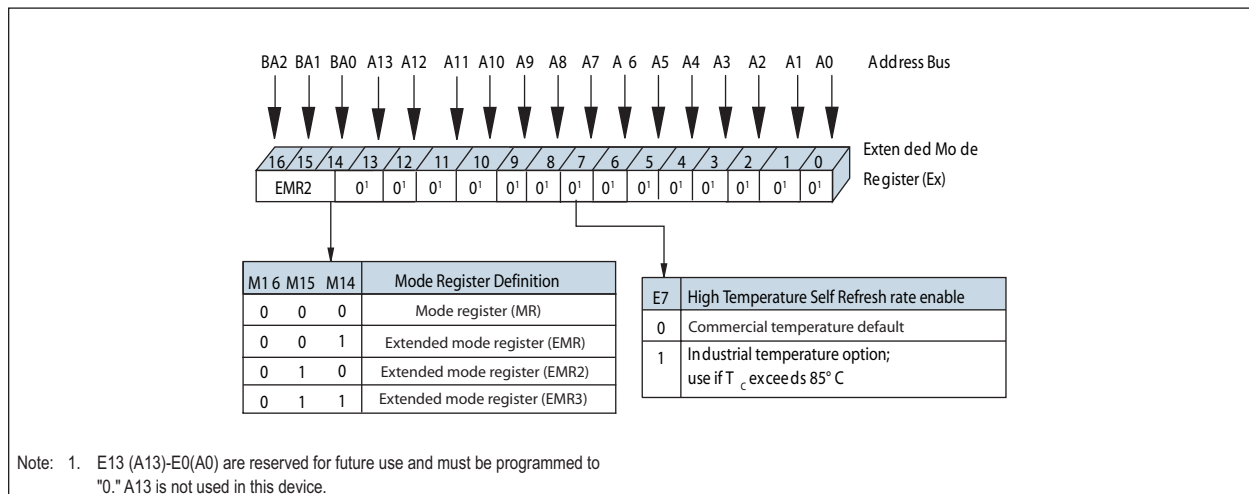 BA2 BA1 BA0 A13 A12 A11 A10 A9 A8 A7 A 6 A5 A4 A3 A2 A1 A0 Address Bus
16 15 14 13 12 11 10 9 8 7 6 5 4 3 2 1 0
Exten ded Mo de
Register (Ex)
EMR2 0¹ 0¹ 0¹ 0¹ 0¹ 0¹ 0¹ 0¹ 0¹ 0¹ 0¹ 0¹ 0¹ 0¹
M1 6 M15 M14 Mode Register Definition
0 0 0 Mode register (MR)
0 0 1 Extended mode register (EMR)
0 1 0 Extended mode register (EMR2)
0 1 1 Extended mode register (EMR3)
E7 High Temperature Self Refresh rate enable
0 Commercial temperature default
1 Industrial temperature option;
use if T C exceeds 85° C
Note: 1. E13 (A13)-E0(A0) are reserved for future use and must be programmed to
"0." A13 is not used in this device.